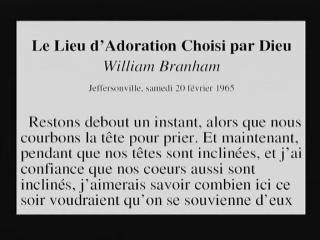 Le Lieu d'Adoration Choisi par Dieu
William Branham
Jeffersonville, samedi 20 février 1965
Restons debout un instant, alors que nous
courbons la tête pour prier. Et maintenant,
pendant que nos têtes sont inclinées, et j'ai
confiance que nos coeurs aussi sont
inclinés, j'aimerais savoir combien ici ce
soir voudraient qu'on se souvienne d'eux